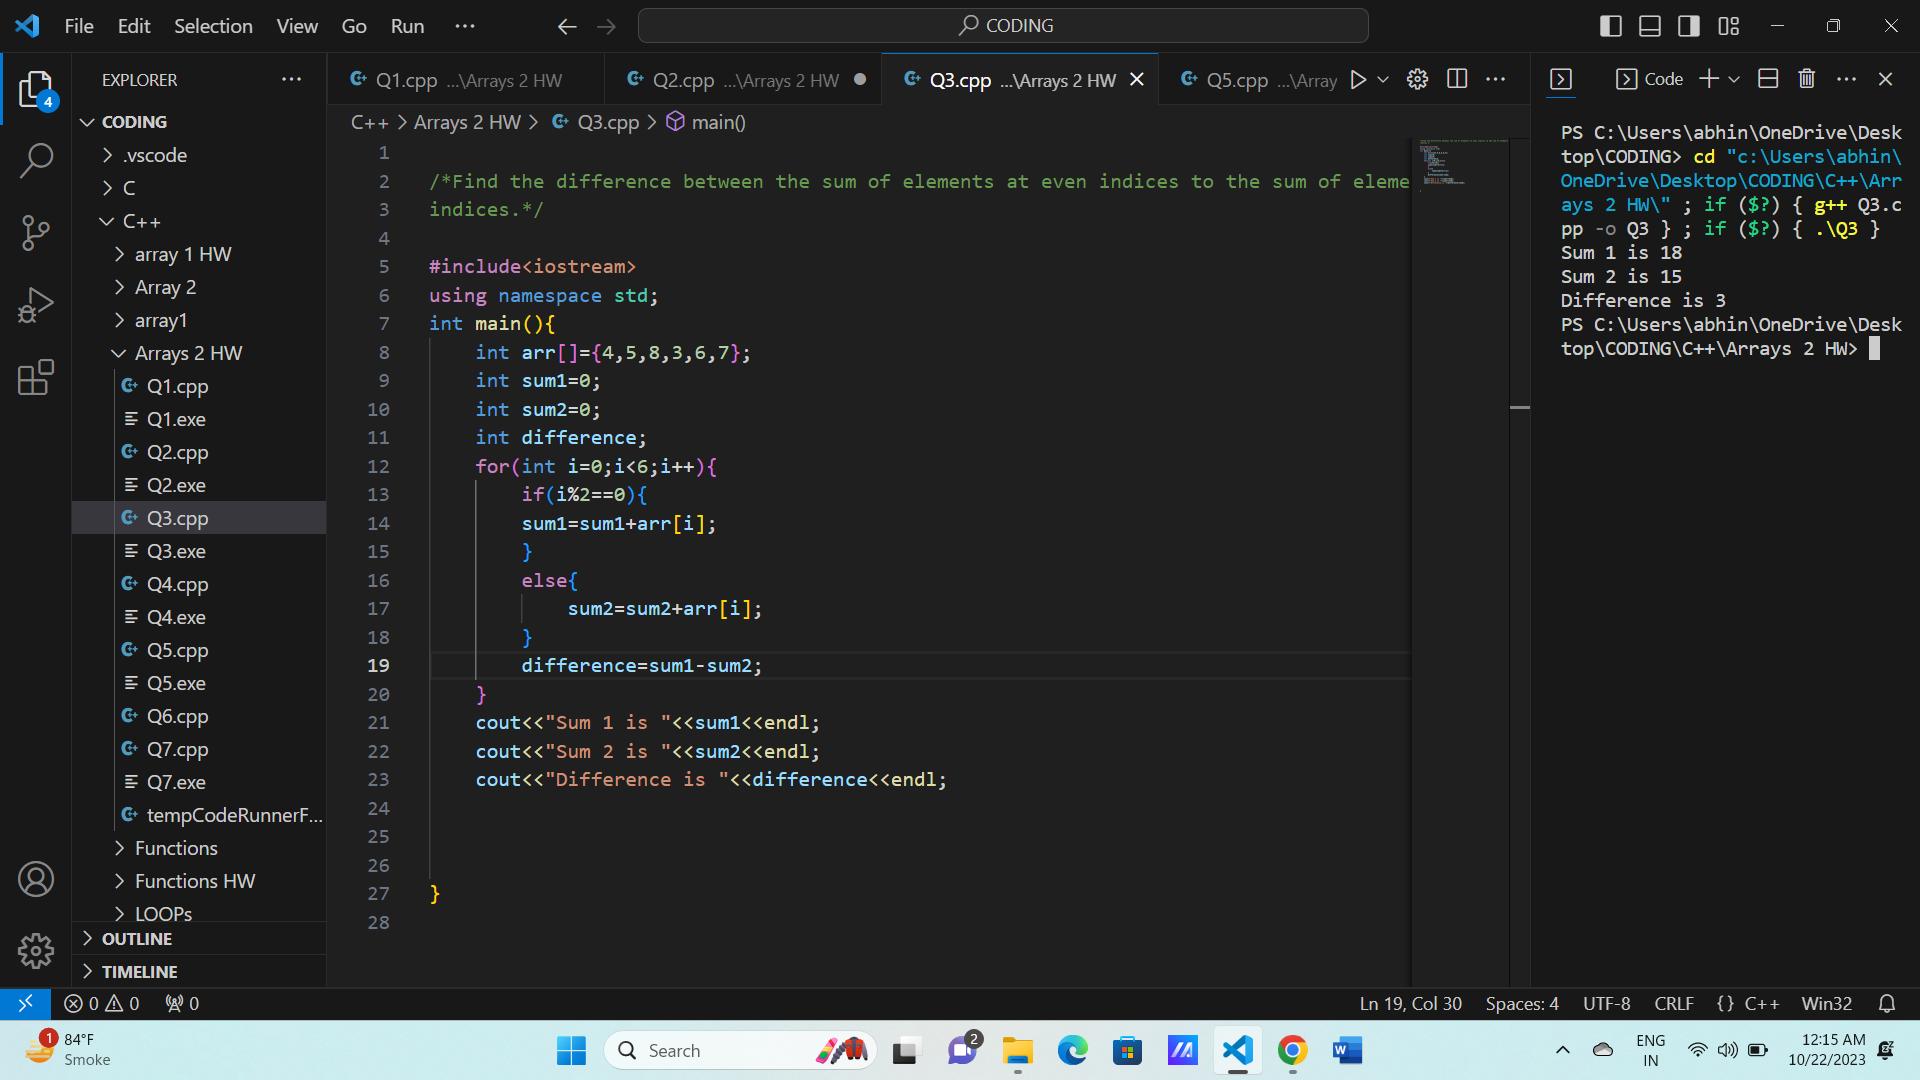 File Edit Selection View Go Run ··· CODING
EXPLORER ···
4
CODING
.vscode
C
C++
array 1 HW
Array 2
array1
Arrays 2 HW
Q1.cpp
Q1.exe
Q2.cpp
Q2.exe
Q3.cpp
Q3.exe
Q4.cpp
Q4.exe
Q5.cpp
Q5.exe
Q6.cpp
Q7.cpp
Q7.exe
tempCodeRunnerF...
Functions
Functions HW
LOOPs
OUTLINE
TIMELINE
Q1.cpp ...\Arrays 2 HW Q2.cpp ...\Arrays 2 HW Q3.cpp ...\Arrays 2 HW Q5.cpp ...\Array
C++ > Arrays 2 HW > Q3.cpp > main()
1
2 /*Find the difference between the sum of elements at even indices to the sum of eleme
3 indices.*/
4
5 #include<iostream>
6 using namespace std;
7 int main(){
8 int arr[]={4,5,8,3,6,7};
9 int sum1=0;
10 int sum2=0;
11 int difference;
12 for(int i=0;i<6;i++){
13 if(i%2==0){
14 sum1=sum1+arr[i];
15 }
16 else{
17 sum2=sum2+arr[i];
18 }
19 difference=sum1-sum2;
20 }
21 cout<<"Sum 1 is "<<sum1<<endl;
22 cout<<"Sum 2 is "<<sum2<<endl;
23 cout<<"Difference is "<<difference<<endl;
24
25
26
27 }
28
Code
PS C:\Users\abhin\OneDrive\Desk
top\CODING> cd "c:\Users\abhin\
OneDrive\Desktop\CODING\C++\Arr
ays 2 HW\" ; if ($?) { g++ Q3.c
pp -o Q3 } ; if ($?) { .\Q3 }
Sum 1 is 18
Sum 2 is 15
Difference is 3
PS C:\Users\abhin\OneDrive\Desk
top\CODING\C++\Arrays 2 HW>
0 0 0 Ln 19, Col 30 Spaces: 4 UTF-8 CRLF {} C++ Win32
1 84°F
Smoke
Search
2
W
ENG
IN
12:15 AM
10/22/2023